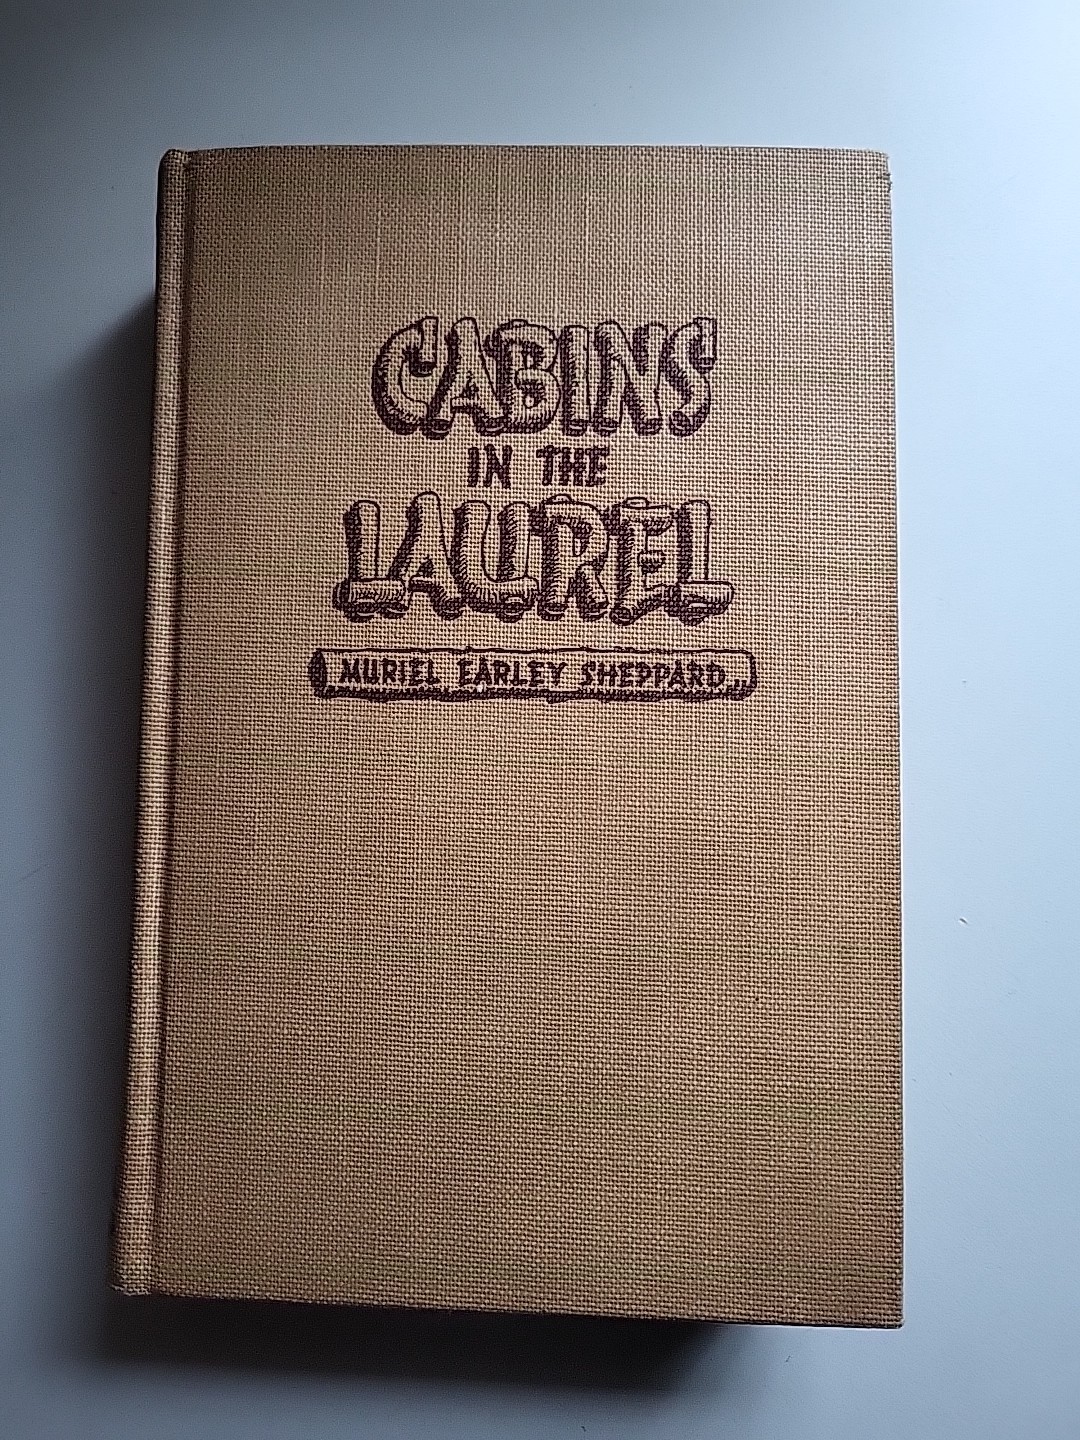 CABINS
IN THE
LAUREL
MURIEL EARLEY SHEPPARD